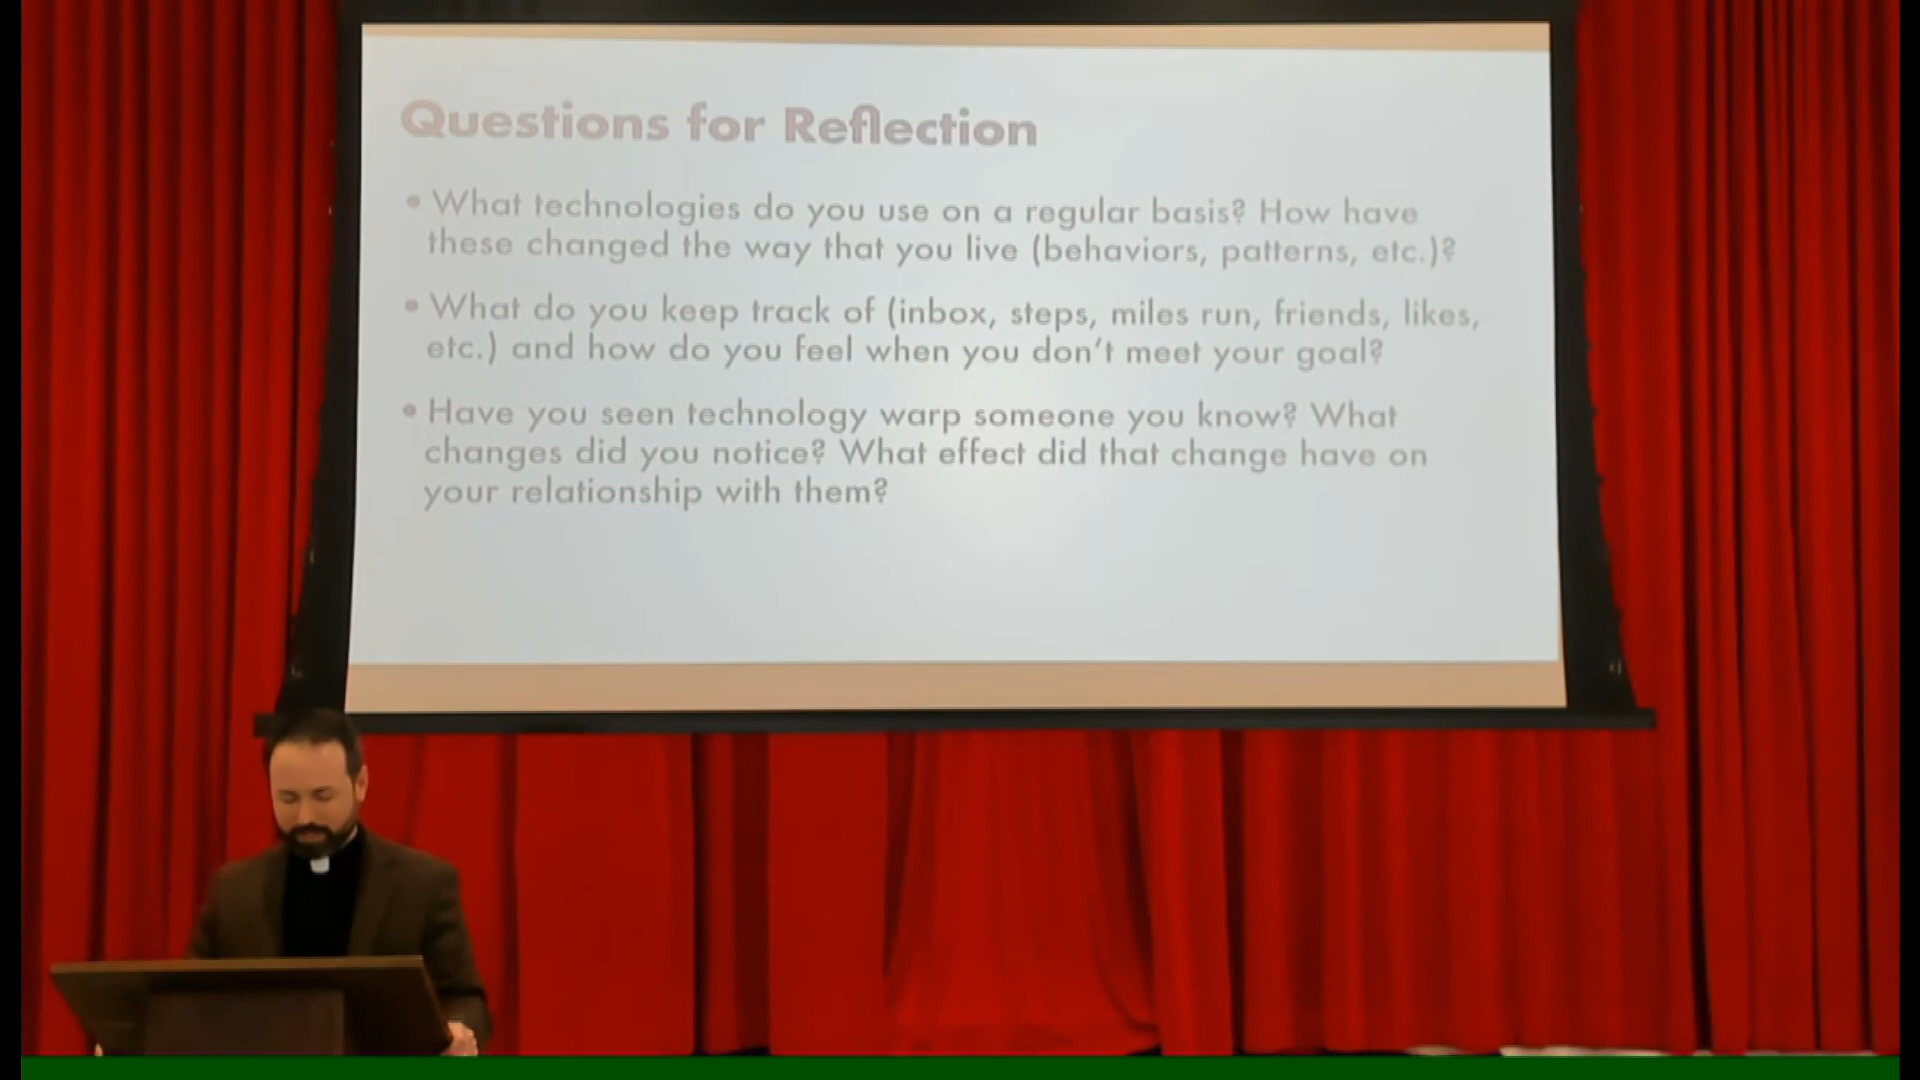 Questions for Reflection
• What technologies do you use on a regular basis? How have
these changed the way that you live (behaviors, patterns, etc.)?
• What do you keep track of (inbox, steps, miles run, friends, likes,
etc.) and how do you feel when you don't meet your goal?
• Have you seen technology warp someone you know? What
changes did you notice? What effect did that change have on
your relationship with them?